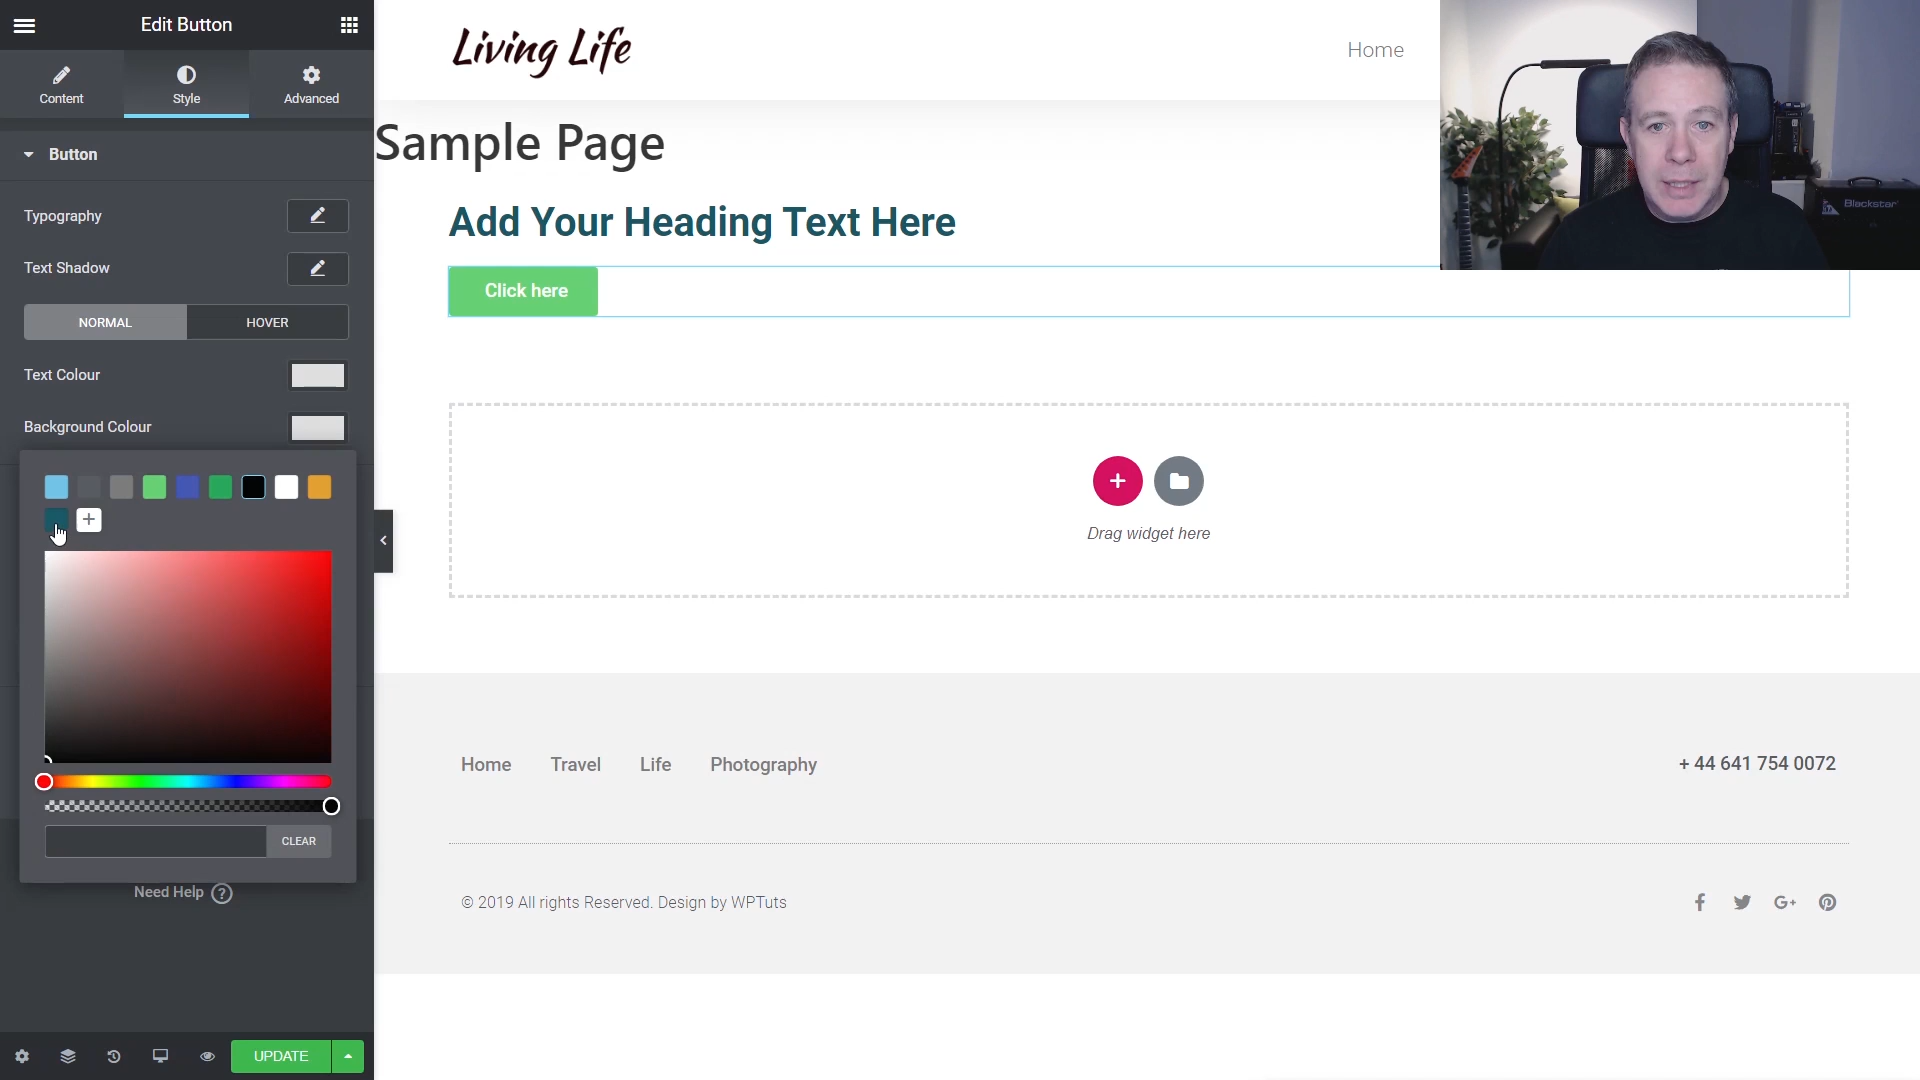 Edit Button
Content
Style
Advanced
Button
Typography
Text Shadow
NORMAL
HOVER
Text Colour
Background Colour
CLEAR
Need Help ?
UPDATE
Living Life
Home
Sample Page
Add Your Heading Text Here
Click here
Drag widget here
Home
Travel
Life
Photography
+ 44 641 754 0072
© 2019 All rights Reserved. Design by WPTuts
G+
Blackstar